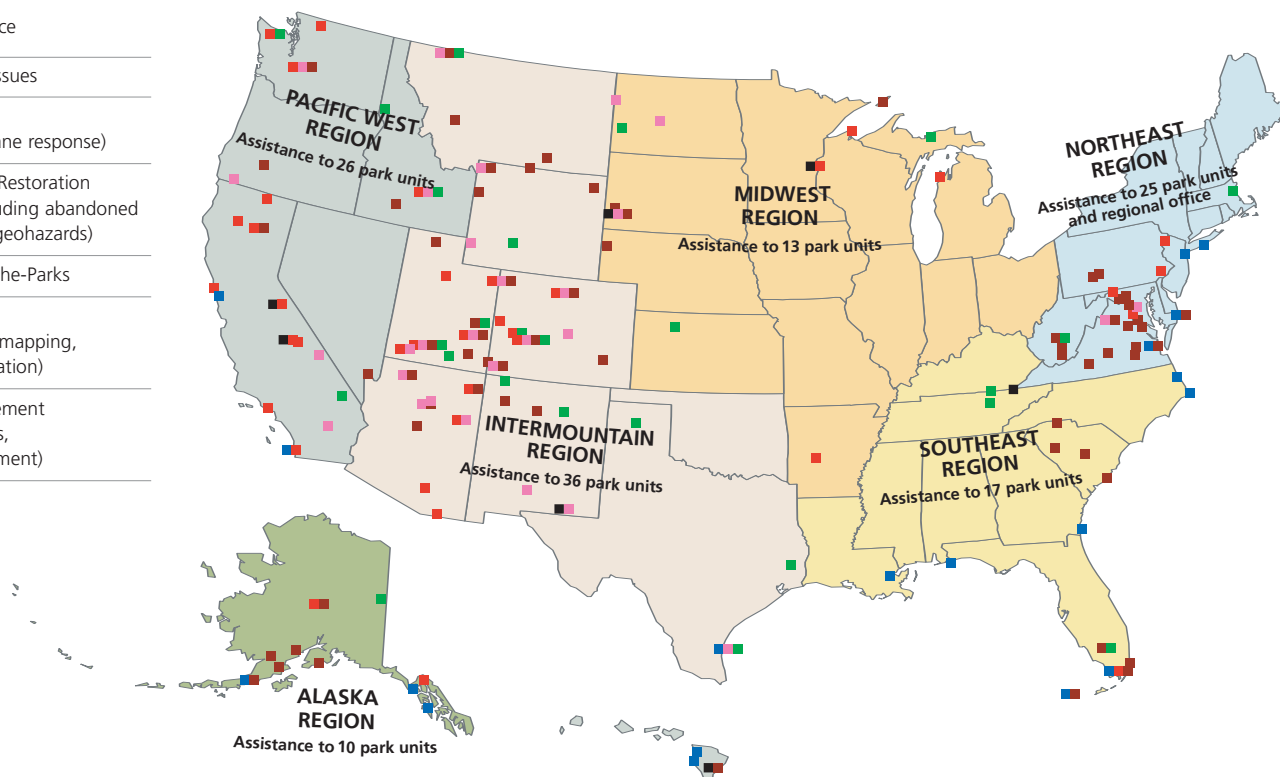 ce
ssues
ne response)
Restoration
uding abandoned
geohazards)
he-Parks
mapping,
ation)
ement
s,
ment)
PACIFIC WEST
REGION
Assistance to 26 park units
MIDWEST
REGION
Assistance to 13 park units
NORTHEAST
REGION
Assistance to 25 park units
and regional office
INTERMOUNTAIN
REGION
Assistance to 36 park units
SOUTHEAST
REGION
Assistance to 17 park units
ALASKA
REGION
Assistance to 10 park units